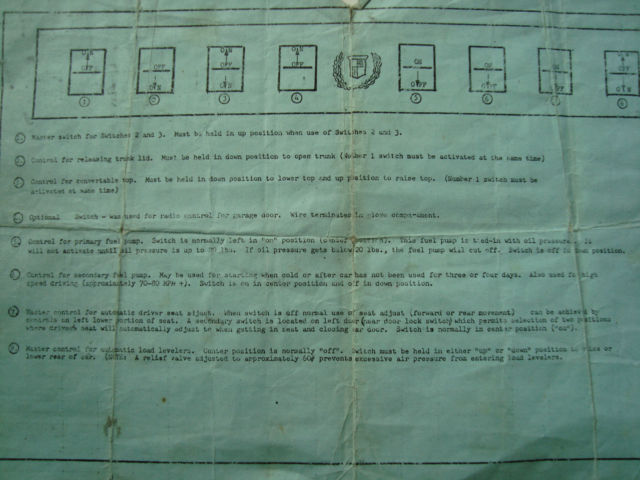 O'N OFF O'N O'N ON OFF ON O'N
OFF OFF OFF OFF
O'N O'FF O'FF O'N
1 2 3 4 5 6 7 8
1. Master switch for Switches 2 and 3. Must be held in up position when use of Switches 2 and 3.
2. Control for releasing trunk lid. Must be held in down position to open trunk (Number 1 switch must be activated at the same time)
3. Control for convertable top. Must be held in down position to lower top and up position to raise top. (Number 1 switch must be
activated at same time)
Optional Switch - was used for radio control for garage door. Wire terminates in glove compartment.
Control for primary fuel pump. Switch is normally left in "on" position (center position). This fuel pump is tied-in with oil pressure. It
will not activate until oil pressure is up to 20 lbs. If oil pressure gets below 20 lbs., the fuel pump will cut off. Switch is off in down position.
Control for secondary fuel pump. May be used for starting when cold or after car has not been used for three or four days. Also used for high
speed driving (approximately 70-80 MPH +). Switch is on in center position and off in down position.
Master control for automatic driver seat adjust. When switch is off normal use of seat adjust (forward or rear movement) can be achieved by
controls on left lower portion of seat. A secondary switch is located on left door (near door lock switch) which permits selection of two positions
where drivers seat will automatically adjust to when getting in seat and closing car door. Switch is normally in center position ("on").
Master control for automatic load levelers. Center position is normally "off". Switch must be held in either "up" or "down" position to raise or
lower rear of car. (NOTE: A relief valve adjusted to approximately 60# prevents excessive air pressure from entering load levelers.